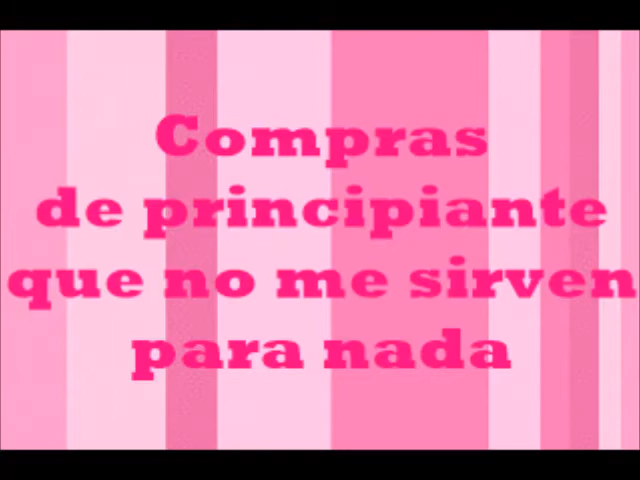 Compras
de principiante
que no me sirven
para nada